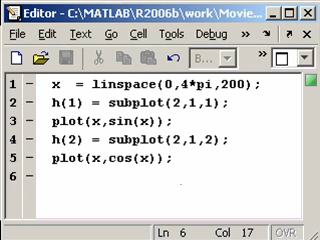 Editor - C:\MATLAB\R2006b\work\Movie...
File Edit Text Go Cell Tools Debug »
B... »
1 x = linspace(0,4*pi,200);
2 h(1) = subplot(2,1,1);
3 plot(x,sin(x));
4 h(2) = subplot(2,1,2);
5 plot(x,cos(x));
6
Ln 6 Col 17 OVR